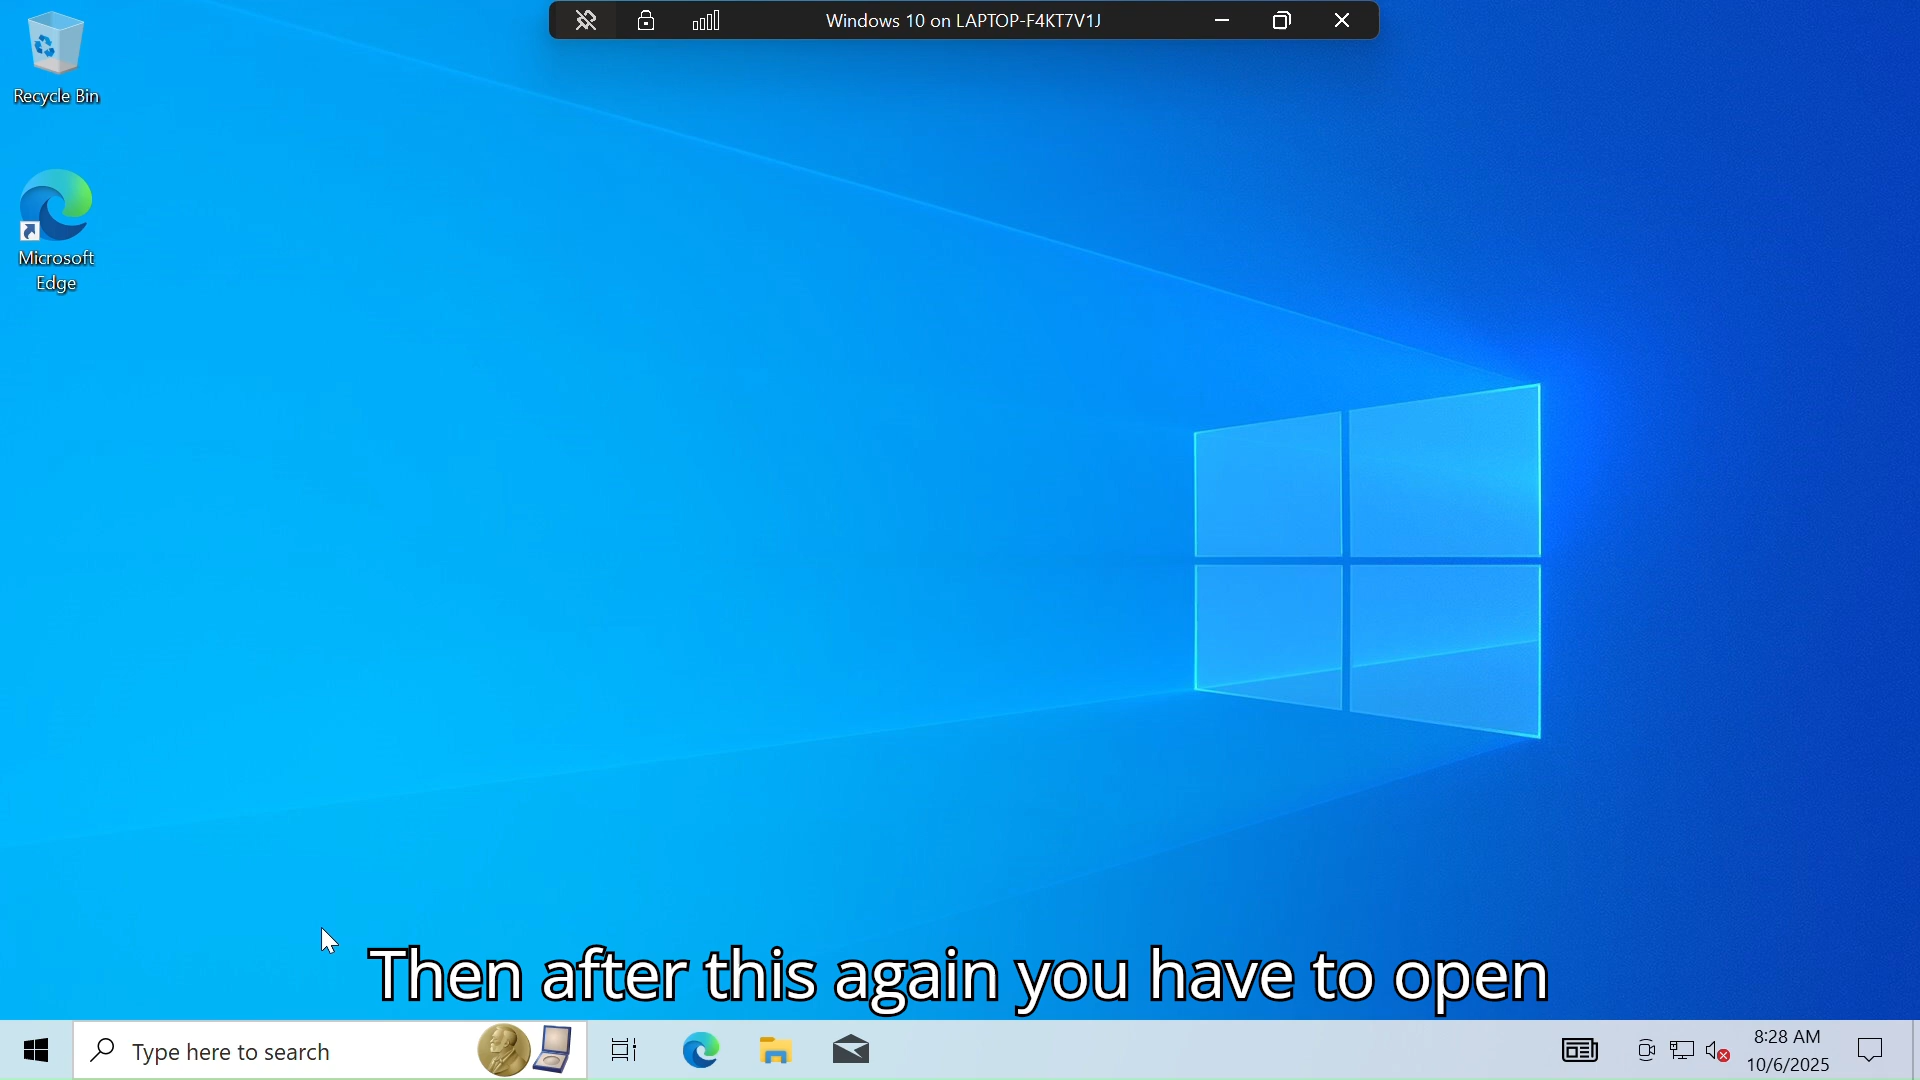 Windows 10 on LAPTOP-F4KT7V1J
Recycle Bin
Microsoft
Edge
Then after this again you have to open
Type here to search
8:28 AM
10/6/2025